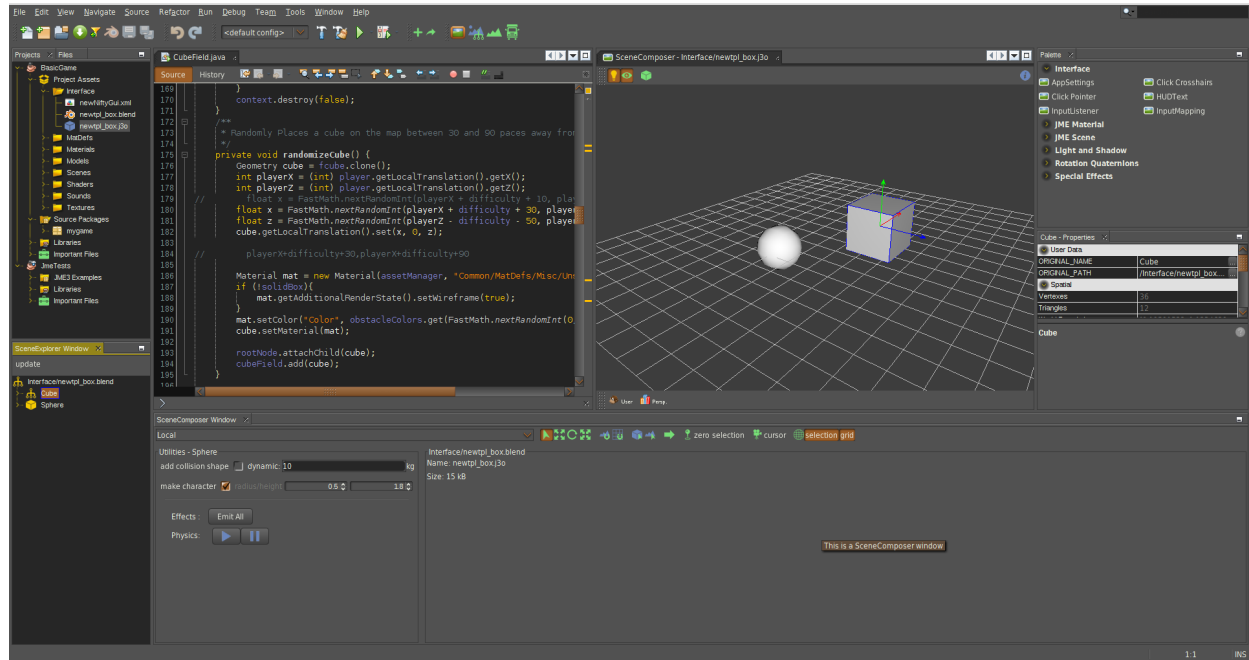 File Edit View Navigate Source Refactor Run Debug Team Tools Window Help
<default config>
Projects Files
BasicGame
Project Assets
Interface
newNiftyGui.xml
newtpl_box.blend
newtpl_box.j3o
MatDefs
Materials
Models
Scenes
Shaders
Sounds
Textures
Source Packages
mygame
Libraries
Important Files
JmeTests
JME3 Examples
Libraries
Important Files
SceneExplorer Window
update
Interface/newtpl_box.blend
Cube
Sphere
CubeField.java
Source History
169 }
170 context.destroy(false);
171 }
172 /**
173 * Randomly Places a cube on the map between 30 and 90 paces away from
174 */
175 private void randomizeCube() {
176 Geometry cube = fcube.clone();
177 int playerX = (int) player.getLocalTranslation().getX();
178 int playerZ = (int) player.getLocalTranslation().getZ();
179 // float x = FastMath.nextRandomInt(playerX + difficulty + 10,
180 float x = FastMath.nextRandomInt(playerX + difficulty + 30,
181 float z = FastMath.nextRandomInt(playerZ - difficulty - 50,
182 cube.getLocalTranslation().set(x, 0, z);
183
184 // playerX+difficulty+30,playerX+difficulty+90
185
186 Material mat = new Material(assetManager, "Common/MatDefs/Misc/
187 if (!solidBox){
188 mat.getAdditionalRenderState().setWireframe(true);
189 }
190 mat.setColor("Color", obstacleColors.get(FastMath.nextRandomInt(0
191 cube.setMaterial(mat);
192
193 rootNode.attachChild(cube);
194 cubeField.add(cube);
195 }
196
SceneComposer - Interface/newtpl_box.j3o
User Persp.
Palette
Interface
AppSettings Click Crosshairs
Click Pointer HUDText
InputListener InputMapping
JME Material
JME Scene
Light and Shadow
Rotation Quaternions
Special Effects
Cube - Properties
User Data
ORIGINAL_NAME Cube
ORIGINAL_PATH /Interface/newtpl_box....
Spatial
Vertexes 36
Triangles 12
Cube
SceneComposer Window
Local zero selection cursor selection grid
Utilities - Sphere
add collision shape dynamic: 10 kg
make character radius/height 0.5 1.8
Effects : Emit All
Physics:
Interface/newtpl_box.blend
Name: newtpl_box.j3o
Size: 15 kB
This is a SceneComposer window
1:1 INS